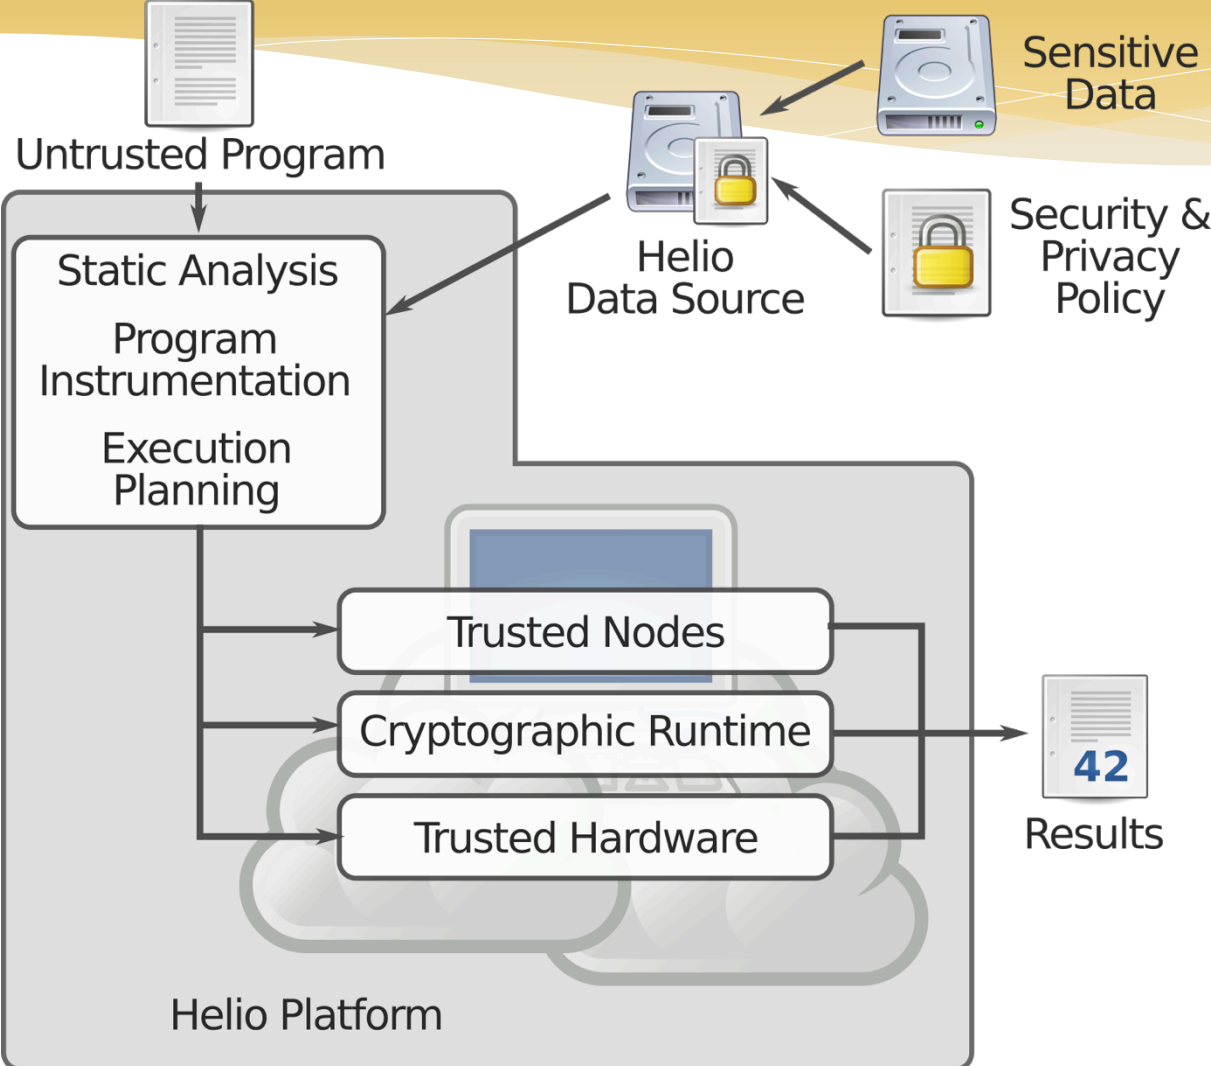 Sensitive
Data
Untrusted Program
Security &
Privacy
Policy
Helio
Data Source
Static Analysis
Program
Instrumentation
Execution
Planning
Trusted Nodes
Cryptographic Runtime
42
Results
Trusted Hardware
Helio Platform